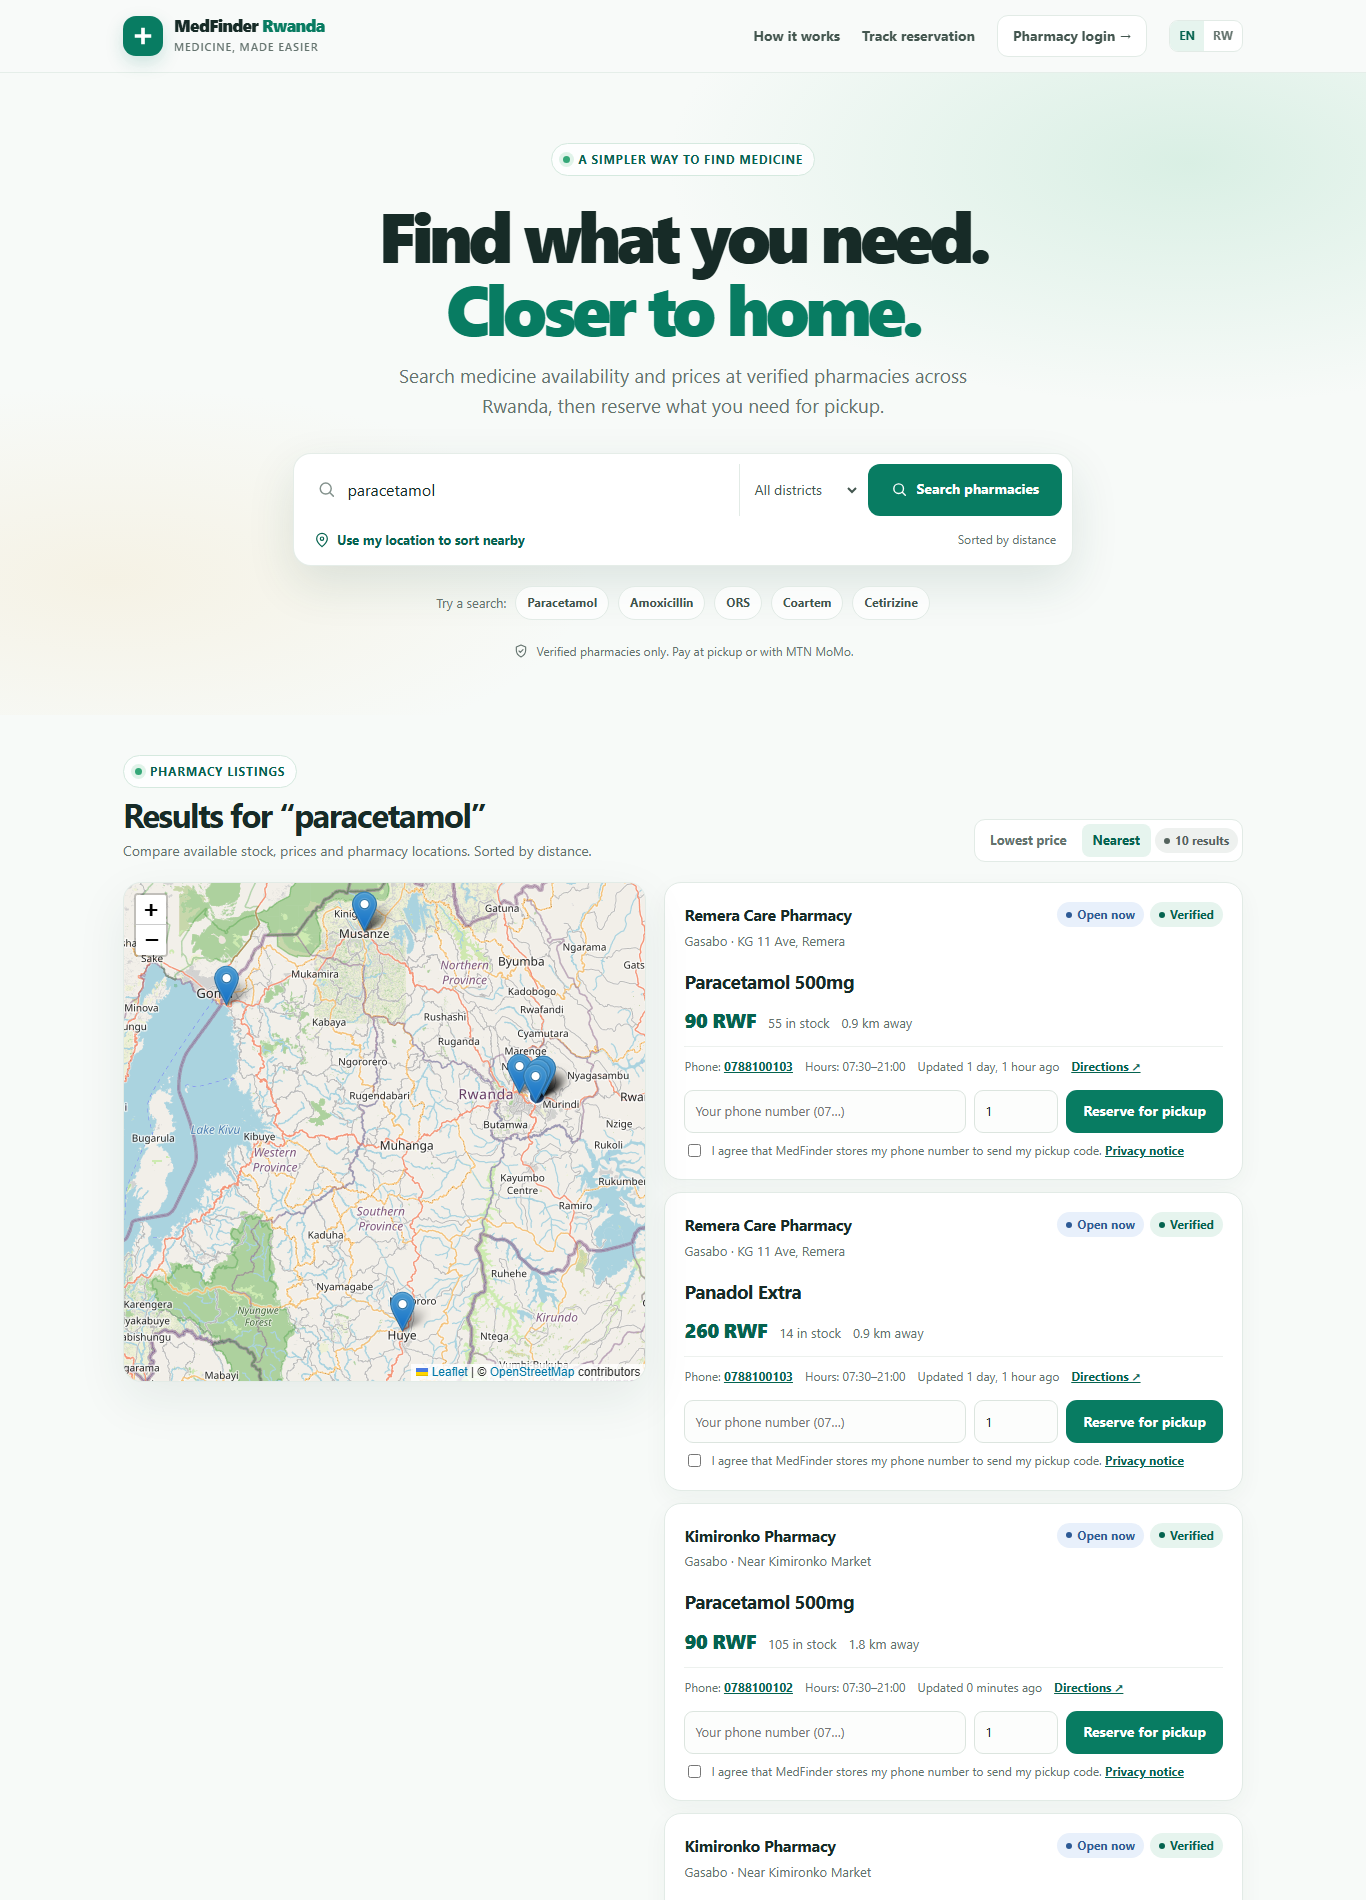 MedFinder Rwanda
MEDICINE, MADE EASIER
How it works
Track reservation
Pharmacy login →
EN
RW
A SIMPLER WAY TO FIND MEDICINE
Find what you need.
Closer to home.
Search medicine availability and prices at verified pharmacies across
Rwanda, then reserve what you need for pickup.
paracetamol
All districts
Search pharmacies
Use my location to sort nearby
Sorted by distance
Try a search:
Paracetamol
Amoxicillin
ORS
Coartem
Cetirizine
Verified pharmacies only. Pay at pickup or with MTN MoMo.
PHARMACY LISTINGS
Results for “paracetamol”
Compare available stock, prices and pharmacy locations. Sorted by distance.
Lowest price
Nearest
10 results
+
−
Musanze
Gatuna
Ngarama
Sake
Byumba
Gats
Mukamira
Northern
Province
Kadobogo
Minova
Rwafandi
Kabaya
Rushashi
Cyamutara
Ruganda
Marenge
Ngororero
Nyagasambu
Rugendabari
Rwanda
Murindi
Rwa
Butamwa
Nzige
Lake Kivu
Kibuye
Bugarula
Muhanga
Rukoli
Western
Province
Kayumbo
Centre
Rukumber
Ramiro
Southern
Province
Kaduha
Ruhehe
Nyamagabe
Karengera
Nyungwe
Forest
Kirundo
Huye
Ntega
Mabayi
Leaflet | © OpenStreetMap contributors
Remera Care Pharmacy
Open now
Verified
Gasabo · KG 11 Ave, Remera
Paracetamol 500mg
90 RWF 55 in stock 0.9 km away
Phone: 0788100103 Hours: 07:30–21:00 Updated 1 day, 1 hour ago Directions ↗
Your phone number (07...)
1
Reserve for pickup
I agree that MedFinder stores my phone number to send my pickup code. Privacy notice
Remera Care Pharmacy
Open now
Verified
Gasabo · KG 11 Ave, Remera
Panadol Extra
260 RWF 14 in stock 0.9 km away
Phone: 0788100103 Hours: 07:30–21:00 Updated 1 day, 1 hour ago Directions ↗
Your phone number (07...)
1
Reserve for pickup
I agree that MedFinder stores my phone number to send my pickup code. Privacy notice
Kimironko Pharmacy
Open now
Verified
Gasabo · Near Kimironko Market
Paracetamol 500mg
90 RWF 105 in stock 1.8 km away
Phone: 0788100102 Hours: 07:30–21:00 Updated 0 minutes ago Directions ↗
Your phone number (07...)
1
Reserve for pickup
I agree that MedFinder stores my phone number to send my pickup code. Privacy notice
Kimironko Pharmacy
Open now
Verified
Gasabo · Near Kimironko Market